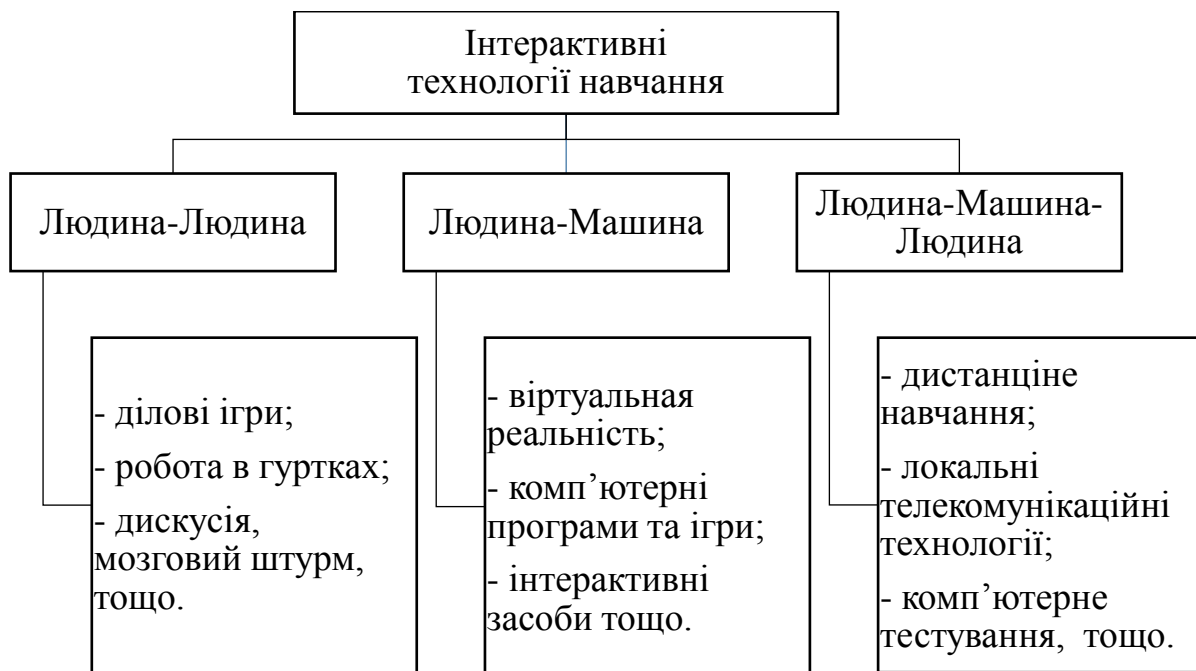 Інтерактивні
технології навчання
Людина-Людина
Людина-Машина
Людина-Машина-
Людина
- ділові ігри;
- робота в гуртках;
- дискусія,
мозговий штурм,
тощо.
- віртуальная
реальність;
- комп’ютерні
програми та ігри;
- інтерактивні
засоби тощо.
- дистанціне
навчання;
- локальні
телекомунікаційні
технології;
- комп’ютерне
тестування, тощо.